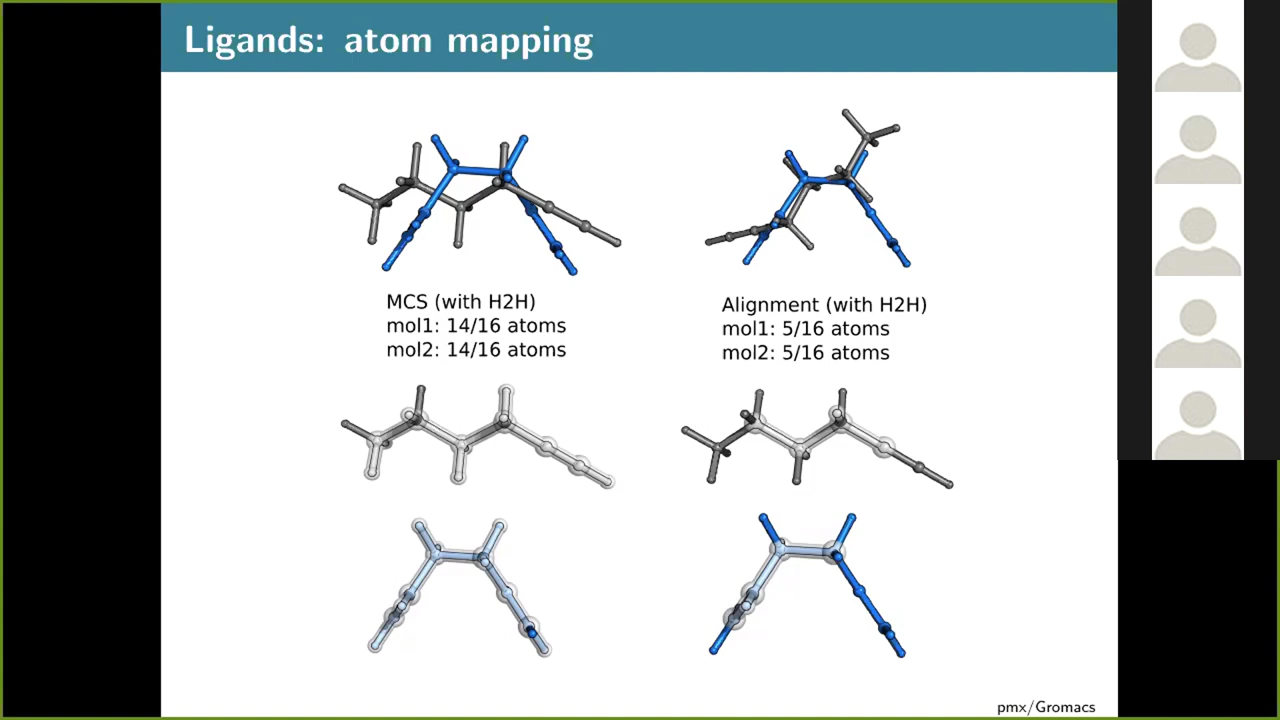 Ligands: atom mapping
MCS (with H2H)
mol1: 14/16 atoms
mol2: 14/16 atoms
Alignment (with H2H)
mol1: 5/16 atoms
mol2: 5/16 atoms
pmx/Gromacs